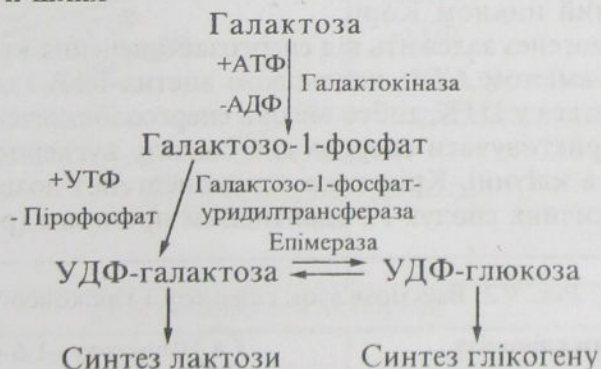 Галактоза
+АТФ
Галактокіназа
-АДФ
Галактозо-1-фосфат
+УТФ
Галактозо-1-фосфат-
уридилтрансфераза
- Пірофосфат
Епімераза
УДФ-галактоза
УДФ-глюкоза
Синтез лактози
Синтез глікогену